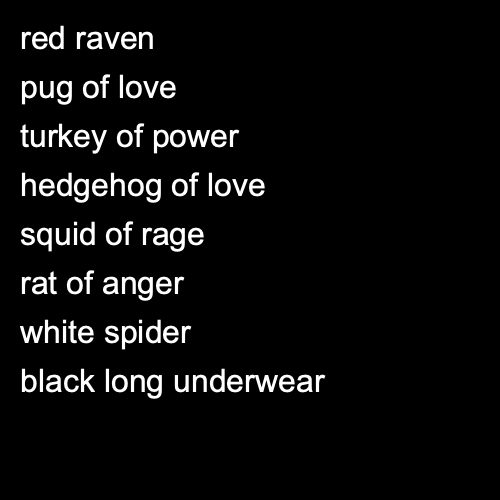 red raven
pug of love
turkey of power
hedgehog of love
squid of rage
rat of anger
white spider
black long underwear